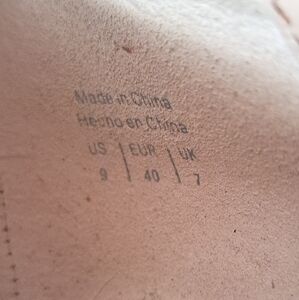 Made in China
Hecho en China
US | EUR | UK
9 | 40 | 7